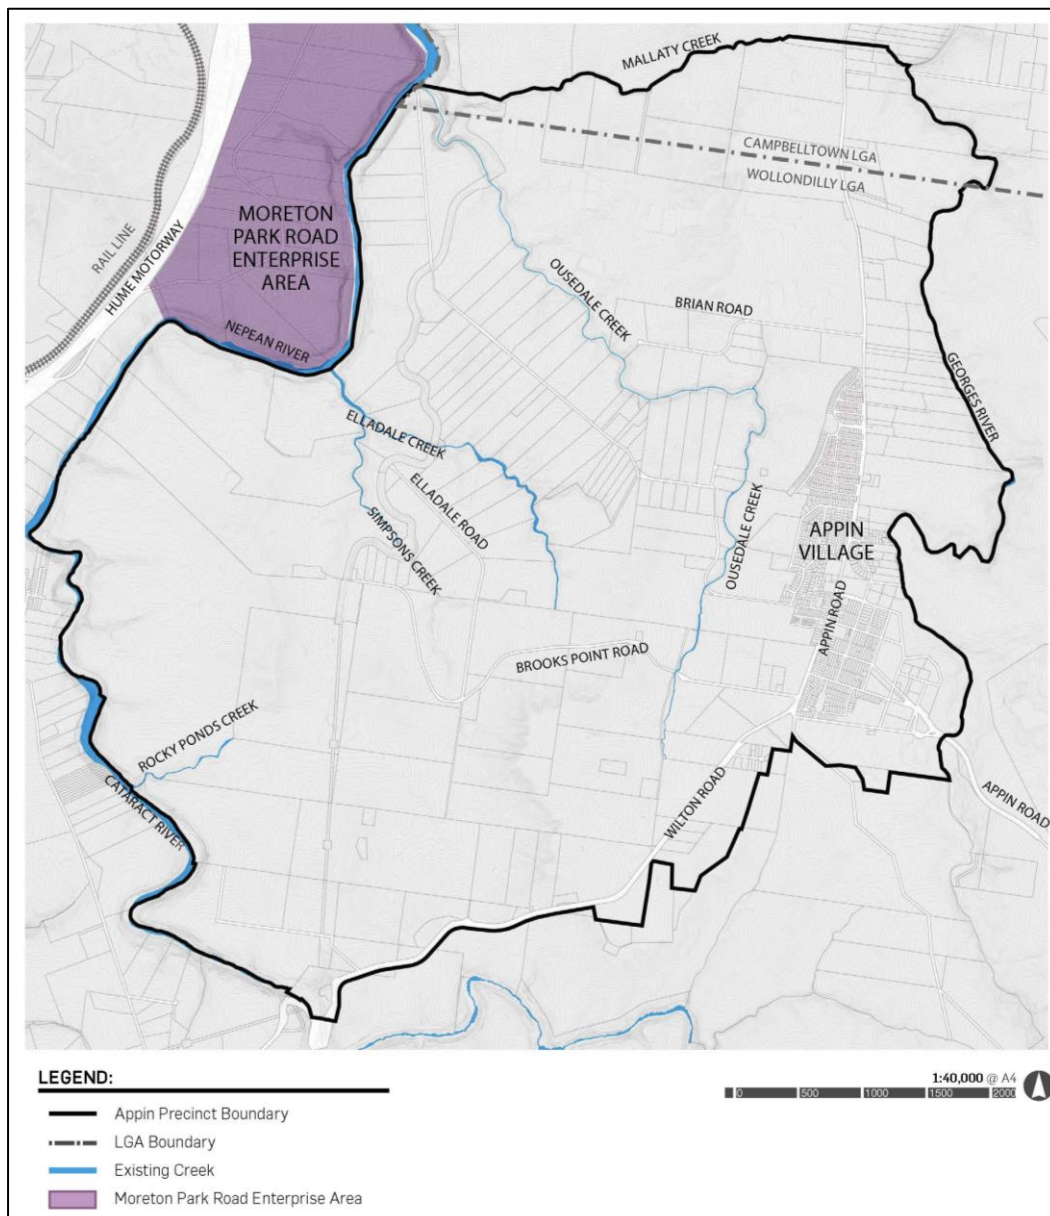 MALLATY CREEK
CAMPBELLTOWN LGA
WOLLONDILLY LGA
RAIL LINE
HUME MOTORWAY
MORETON
PARK ROAD
ENTERPRISE
AREA
NEPEAN RIVER
OUSEDALE CREEK
BRIAN ROAD
GEORGES RIVER
ELLADALE CREEK
ELLADALE ROAD
SIMPSONS CREEK
OUSEDALE CREEK
APPIN
VILLAGE
APPIN ROAD
BROOKS POINT ROAD
ROCKY PONDS CREEK
CATARACT RIVER
WILTON ROAD
APPIN ROAD
LEGEND:
Appin Precinct Boundary
LGA Boundary
Existing Creek
Moreton Park Road Enterprise Area
1:40,000 @ A4
0 500 1000 1500 2000